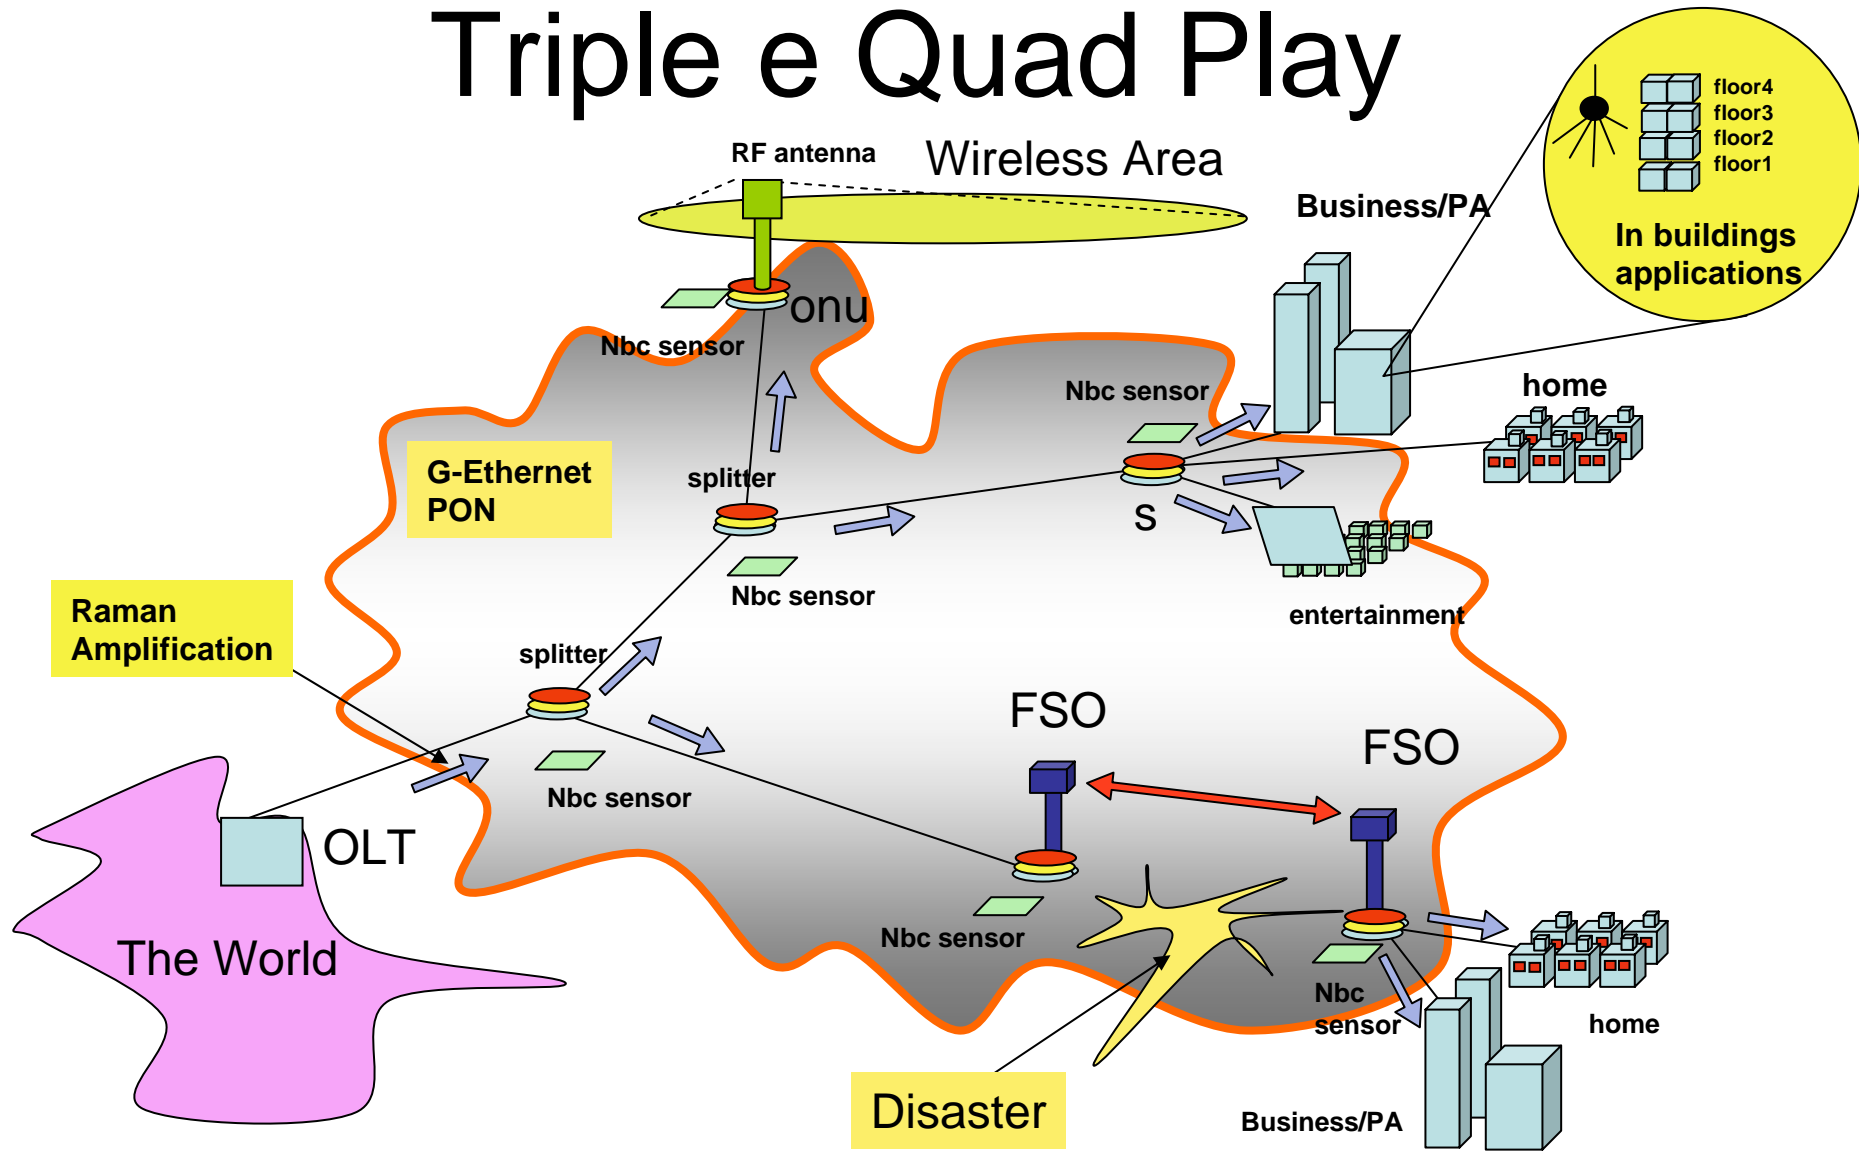 Triple e Quad Play
floor4
floor3
floor2
floor1
In buildings
applications
RF antenna
Wireless Area
Business/PA
onu
Nbc sensor
Nbc sensor
home
G-Ethernet
PON
splitter
s
Nbc sensor
entertainment
Raman
Amplification
splitter
FSO
FSO
Nbc sensor
OLT
The World
Nbc sensor
Nbc
sensor
home
Disaster
Business/PA